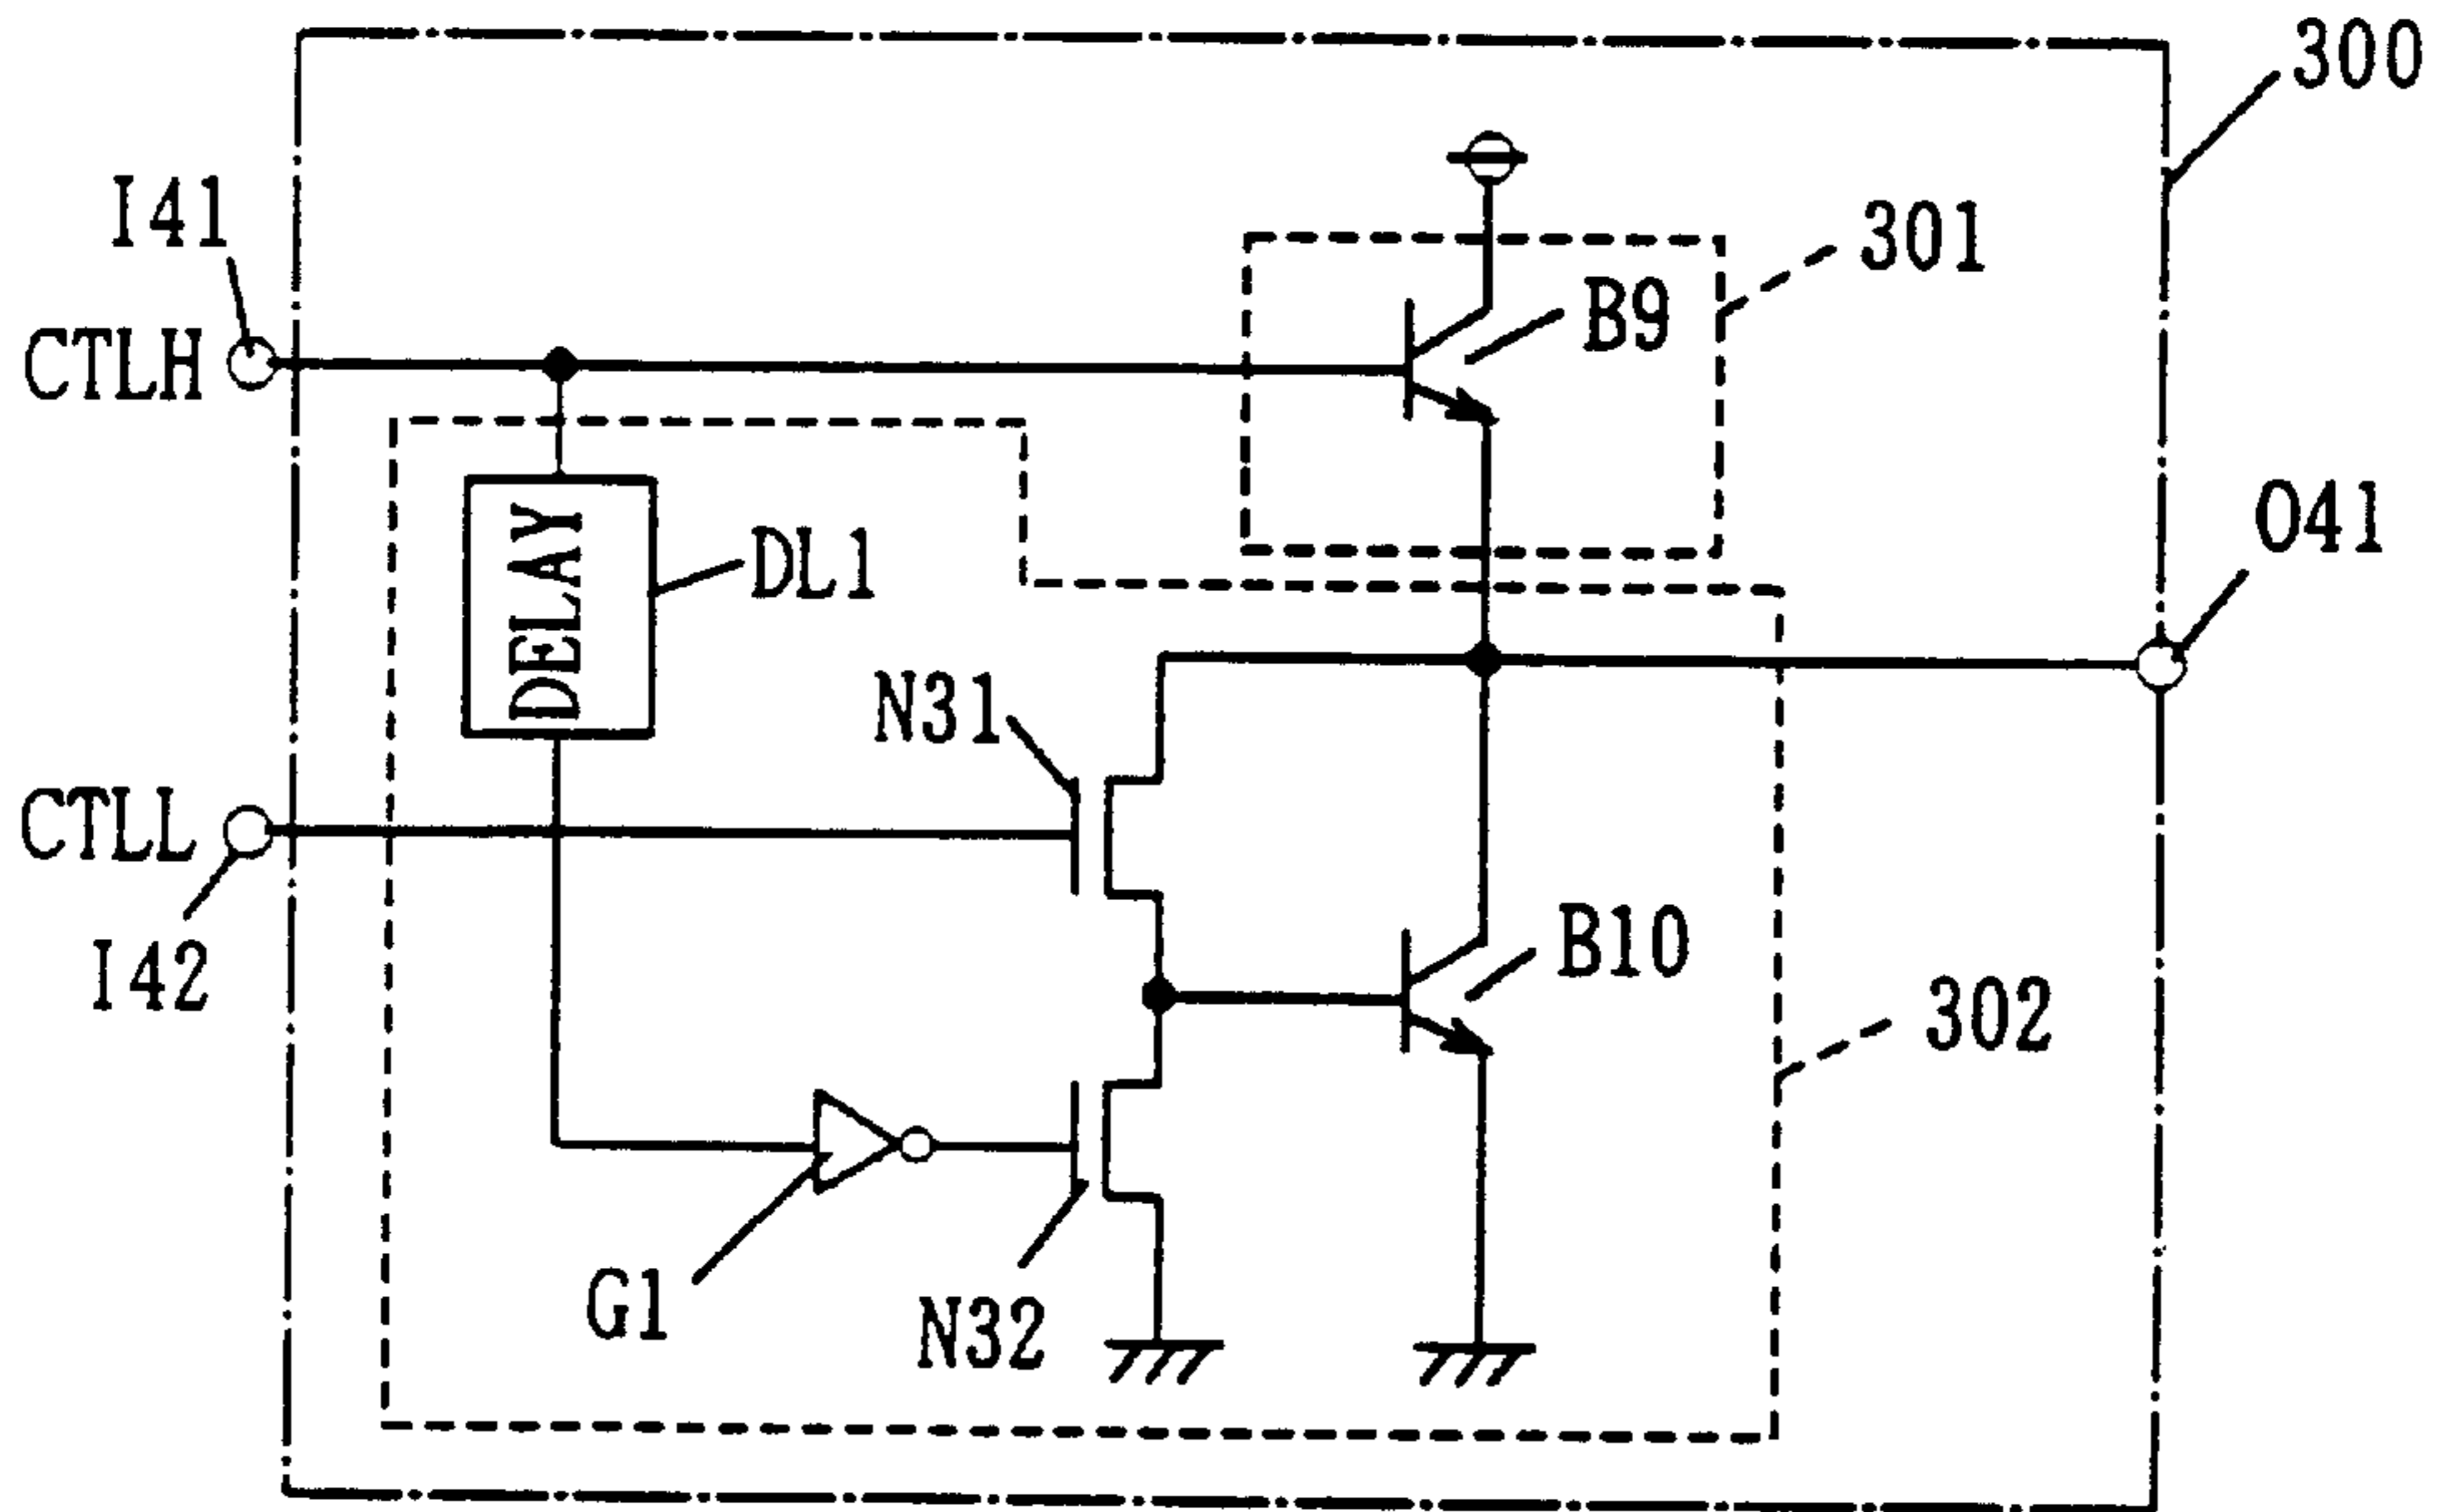 300
I41
301
B9
CTLH
O41
DELAY
DL1
N31
CTLL
B10
I42
302
G1
N32